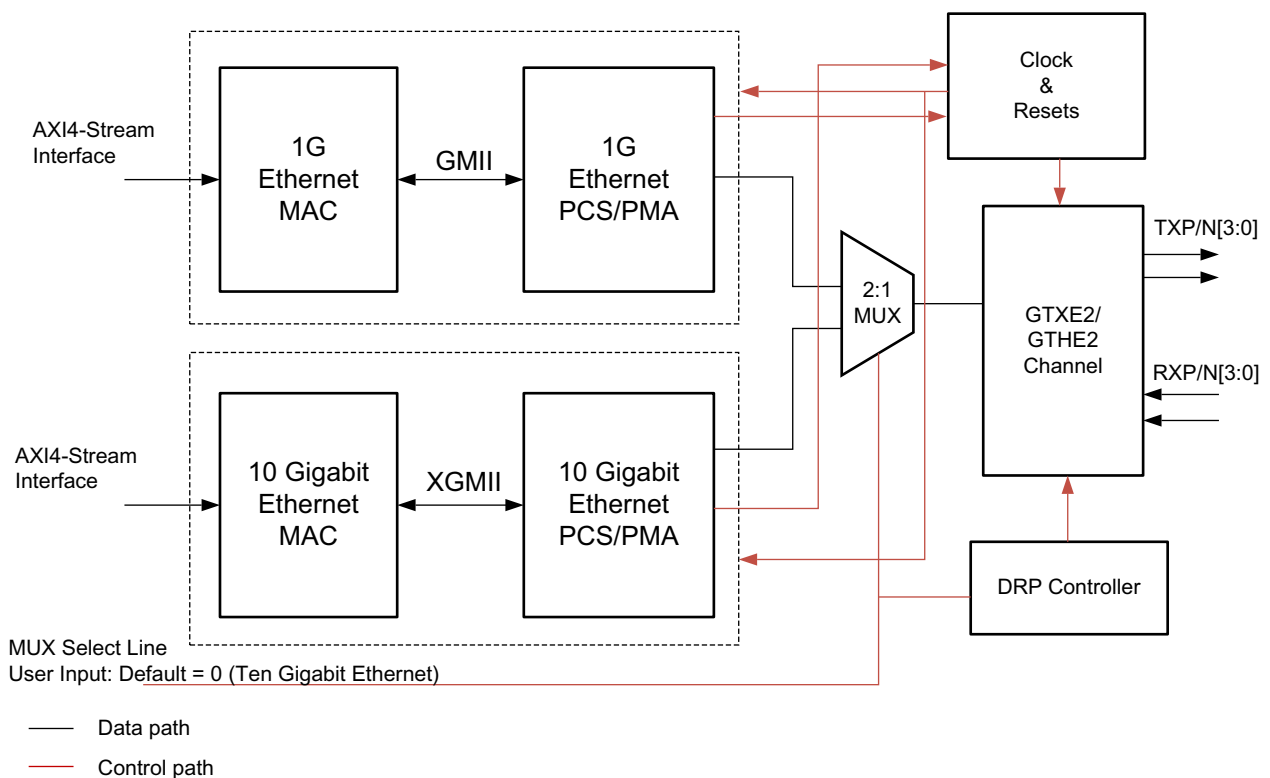 AXI4-Stream
Interface
1G
Ethernet
MAC
GMII
1G
Ethernet
PCS/PMA
Clock
&
Resets
2:1
MUX
GTXE2/
GTHE2
Channel
TXP/N[3:0]
RXP/N[3:0]
AXI4-Stream
Interface
10 Gigabit
Ethernet
MAC
XGMII
10 Gigabit
Ethernet
PCS/PMA
DRP Controller
MUX Select Line
User Input: Default = 0 (Ten Gigabit Ethernet)
Data path
Control path